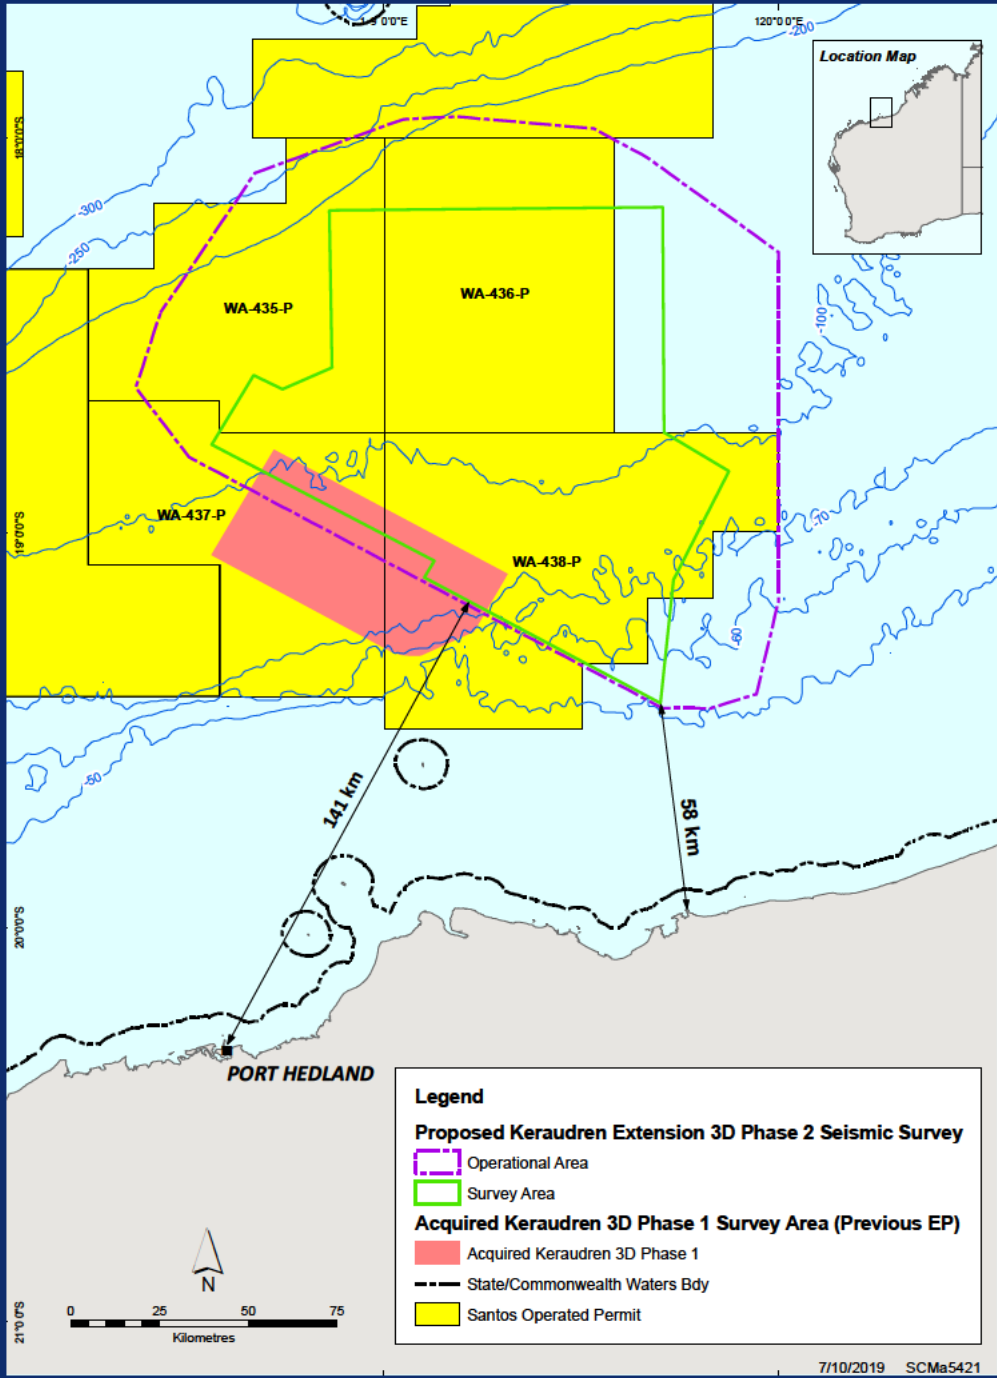 119°0'0"E
120°0'0"E
-200
Location Map
18°0'0"S
-300
-250
WA-435-P
WA-436-P
-100
WA-437-P
19°0'0"S
-70
WA-438-P
-60
-50
141 km
58 km
20°0'0"S
PORT HEDLAND
Legend
Proposed Keraudren Extension 3D Phase 2 Seismic Survey
Operational Area
Survey Area
Acquired Keraudren 3D Phase 1 Survey Area (Previous EP)
Acquired Keraudren 3D Phase 1
State/Commonwealth Waters Bdy
Santos Operated Permit
N
0 25 50 75
Kilometres
21°0'0"S
7/10/2019 SCMa5421